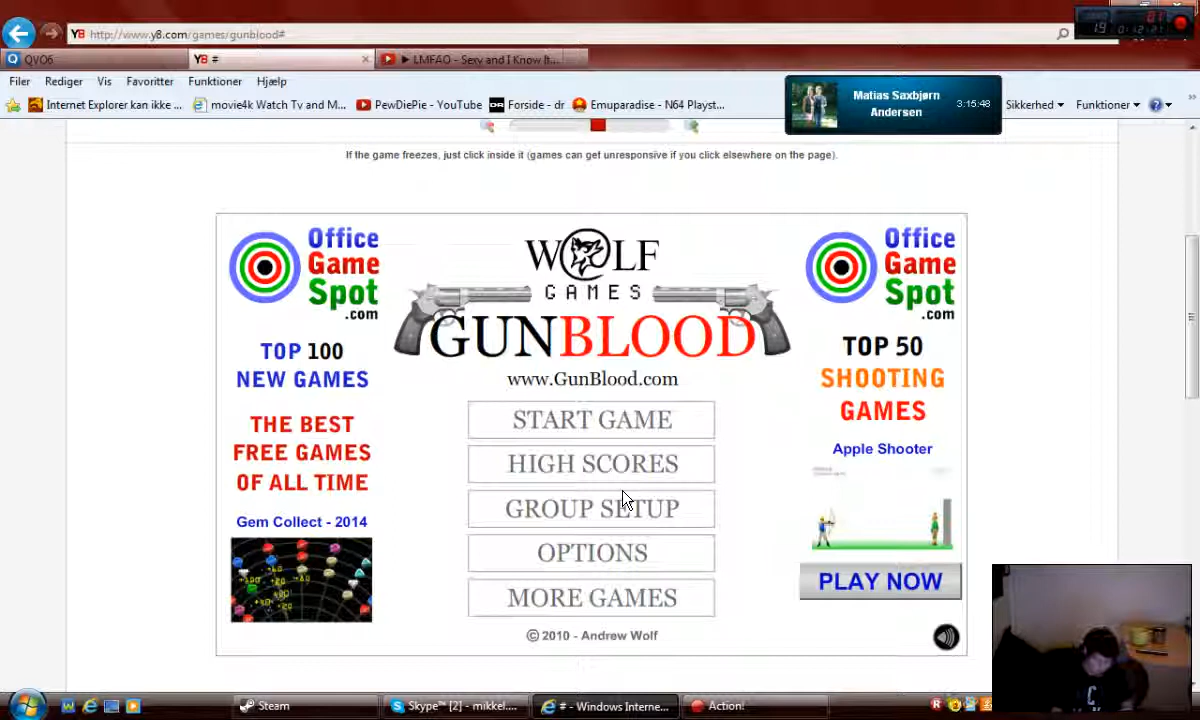 Y8 http://www.y8.com/games/gunblood#
QVO6
Y8 #
LMFAO - Sexy and I Know It...
Filer Rediger Vis Favoritter Funktioner Hjælp
Internet Explorer kan ikke ...
movie4k Watch Tv and M...
PewDiePie - YouTube
DR Forside - dr
Emuparadise - N64 Playst...
Sikkerhed
Funktioner
Matias Saxbjørn
Andersen
3:15:48
If the game freezes, just click inside it (games can get unresponsive if you click elsewhere on the page).
Office
Game
Spot
.com
TOP 100
NEW GAMES
THE BEST
FREE GAMES
OF ALL TIME
Gem Collect - 2014
WOLF
GAMES
GUNBLOOD
www.GunBlood.com
START GAME
HIGH SCORES
GROUP SETUP
OPTIONS
MORE GAMES
© 2010 - Andrew Wolf
Office
Game
Spot
.com
TOP 50
SHOOTING
GAMES
Apple Shooter
PLAY NOW
Steam
Skype™ [2] - mikkel....
# - Windows Interne...
Action!